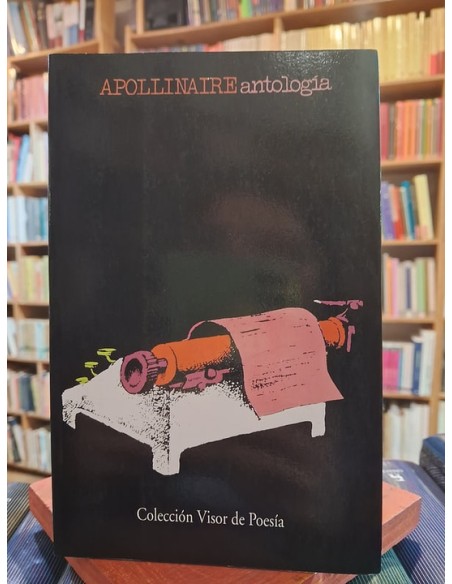 APOLLINAIRE antología
Colección Visor de Poesía